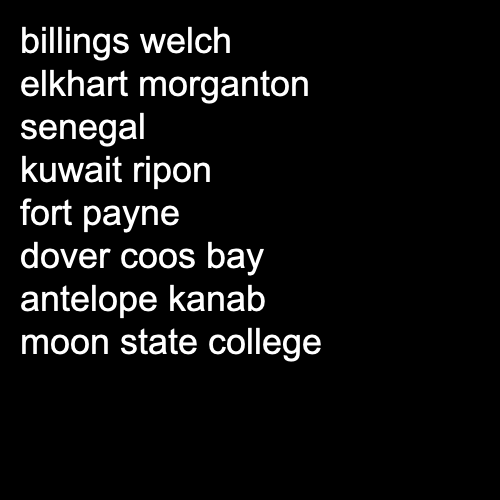 billings welch
elkhart morganton
senegal
kuwait ripon
fort payne
dover coos bay
antelope kanab
moon state college